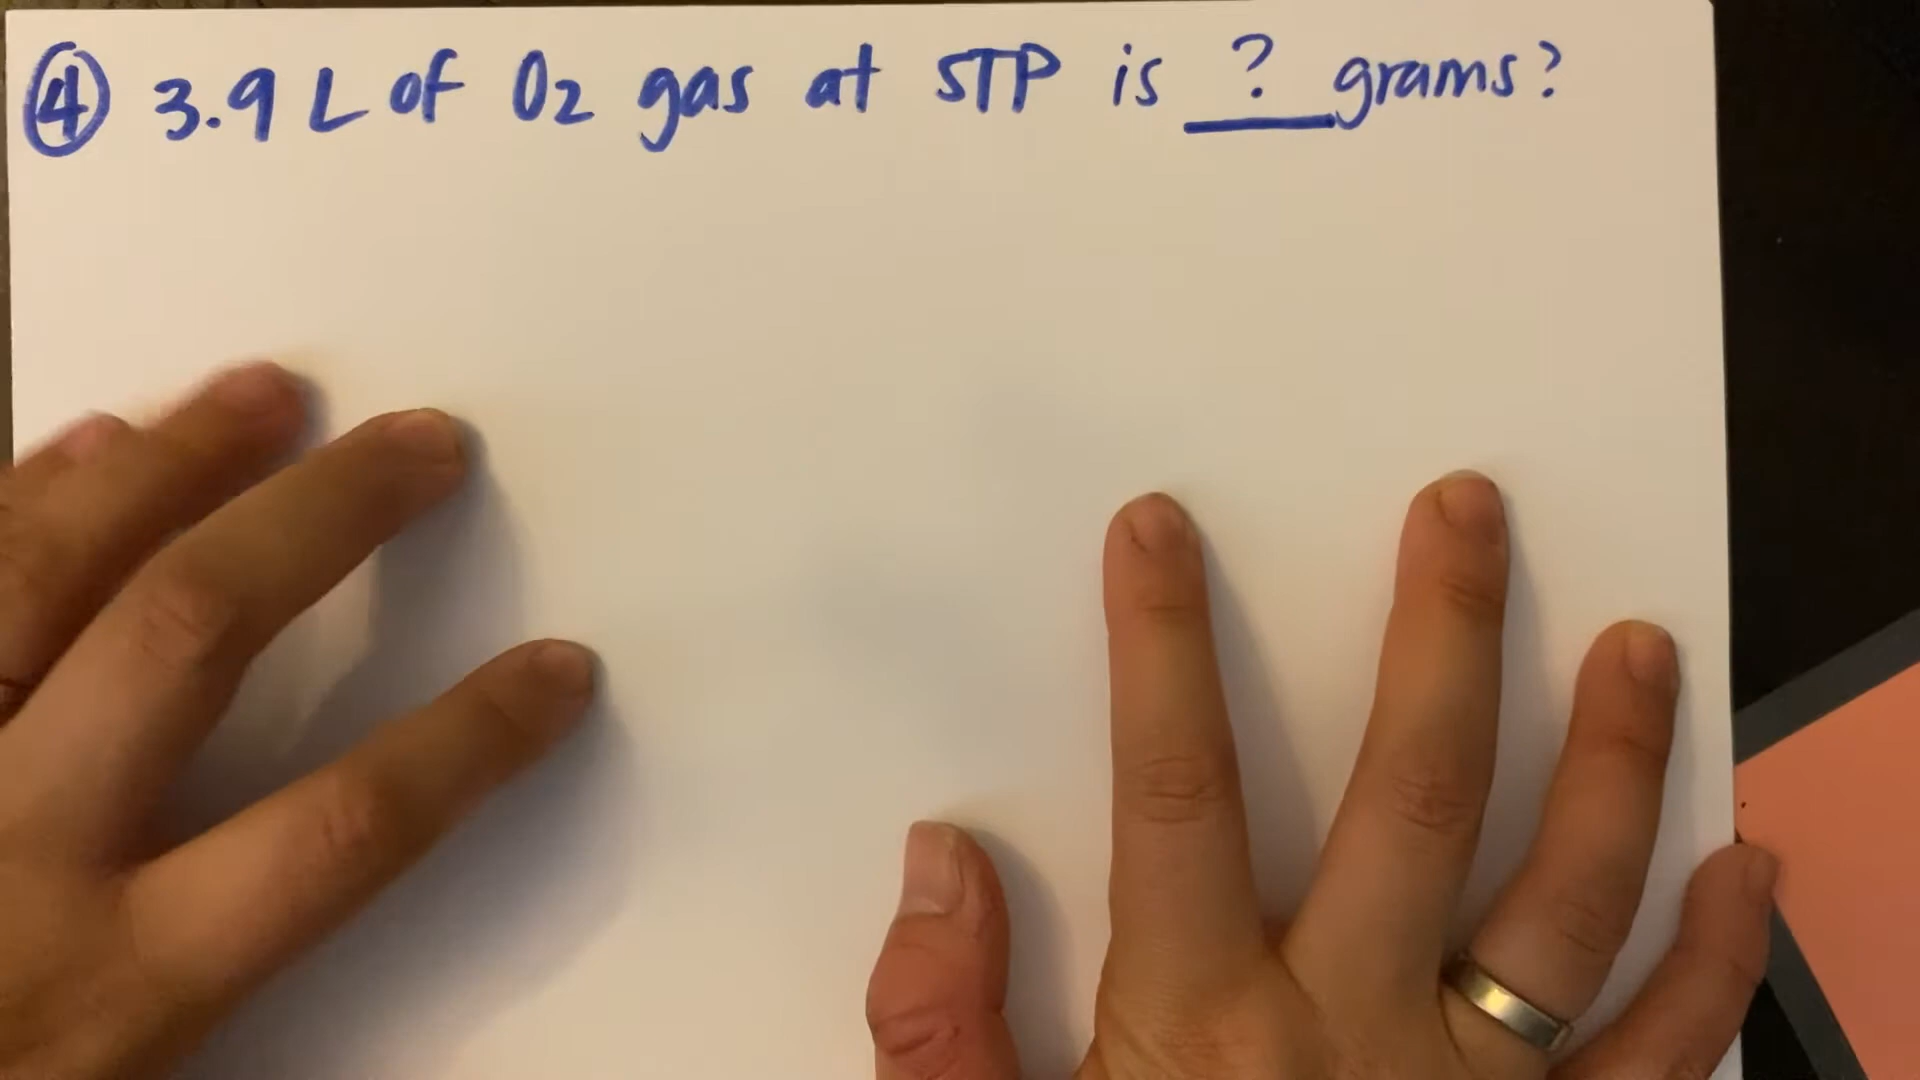 ④ 3.9 L of O₂ gas at STP is ? grams?